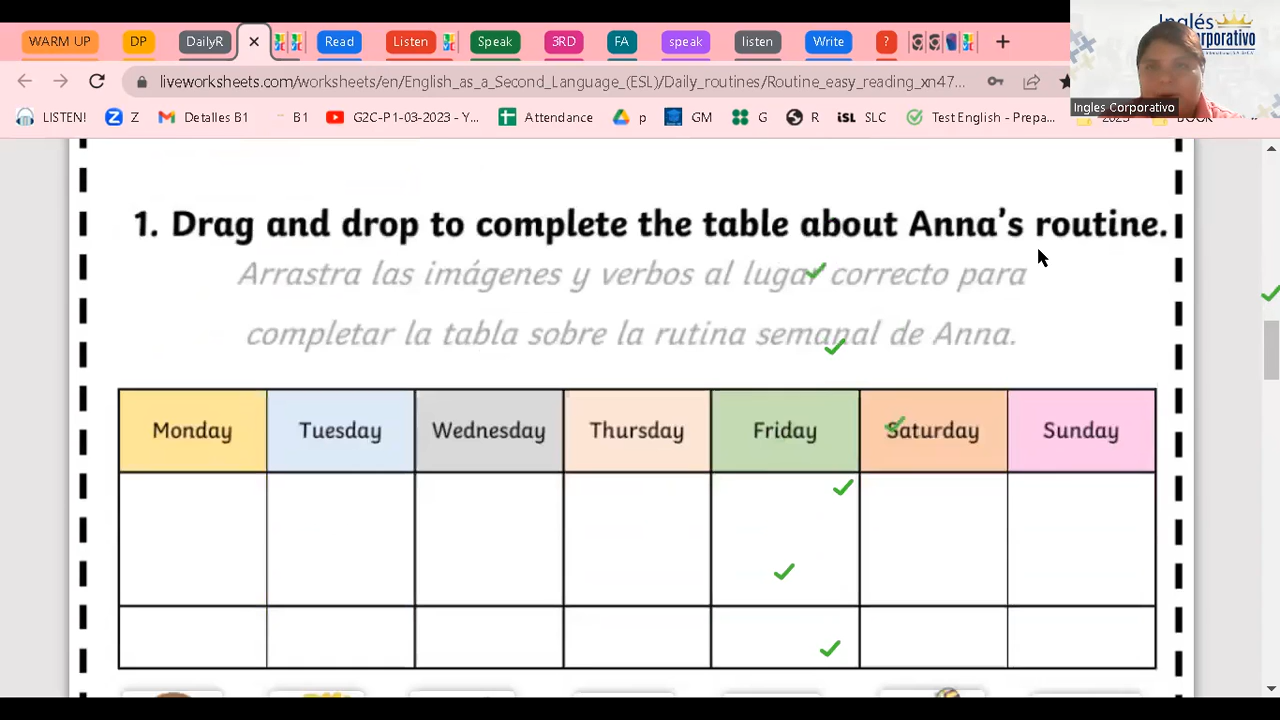 WARM UP DP DailyR Read Listen Speak 3RD FA speak listen Write ?
Inglés
Corporativo
liveworksheets.com/worksheets/en/English_as_a_Second_Language_(ESL)/Daily_routines/Routine_easy_reading_xn47...
Ingles Corporativo
LISTEN! Z Detalles B1 B1 G2C-P1-03-2023- Y... Attendance p GM G R iSL SLC Test English - Prepa... 2023 BOOK
1. Drag and drop to complete the table about Anna's routine.
Arrastra las imágenes y verbos al lugar correcto para
completar la tabla sobre la rutina semanal de Anna.
Monday Tuesday Wednesday Thursday Friday Saturday Sunday